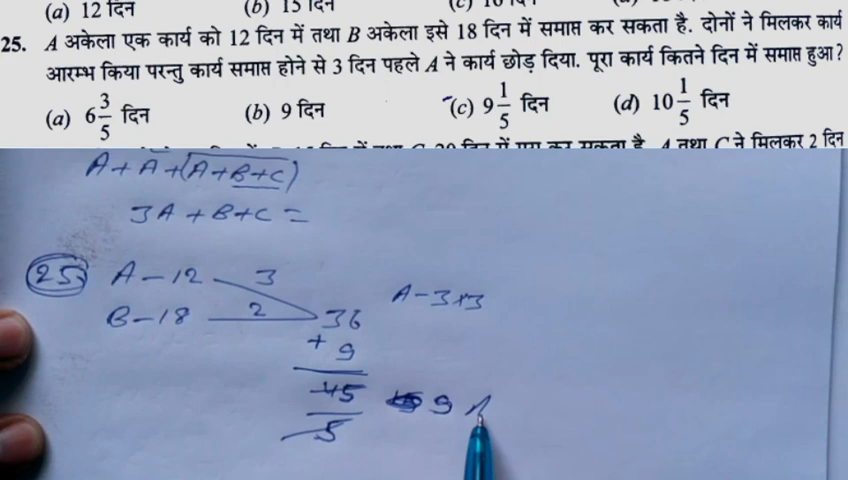 (a) 12 दिन (b) 15 दिन
25. A अकेला एक कार्य को 12 दिन में तथा B अकेला इसे 18 दिन में समाप्त कर सकता है. दोनों ने मिलकर कार्य
आरम्भ किया परन्तु कार्य समाप्त होने से 3 दिन पहले A ने कार्य छोड़ दिया. पूरा कार्य कितने दिन में समाप्त हुआ?
(a) 6 3/5 दिन (b) 9 दिन (c) 9 1/5 दिन (d) 10 1/5 दिन
A तथा C ने मिलकर 2 दिन
A + A + (A + B + C)
3A + B + C =
25 A - 12 3 A - 3x3
B - 18 2 36
+ 9
45 9
5